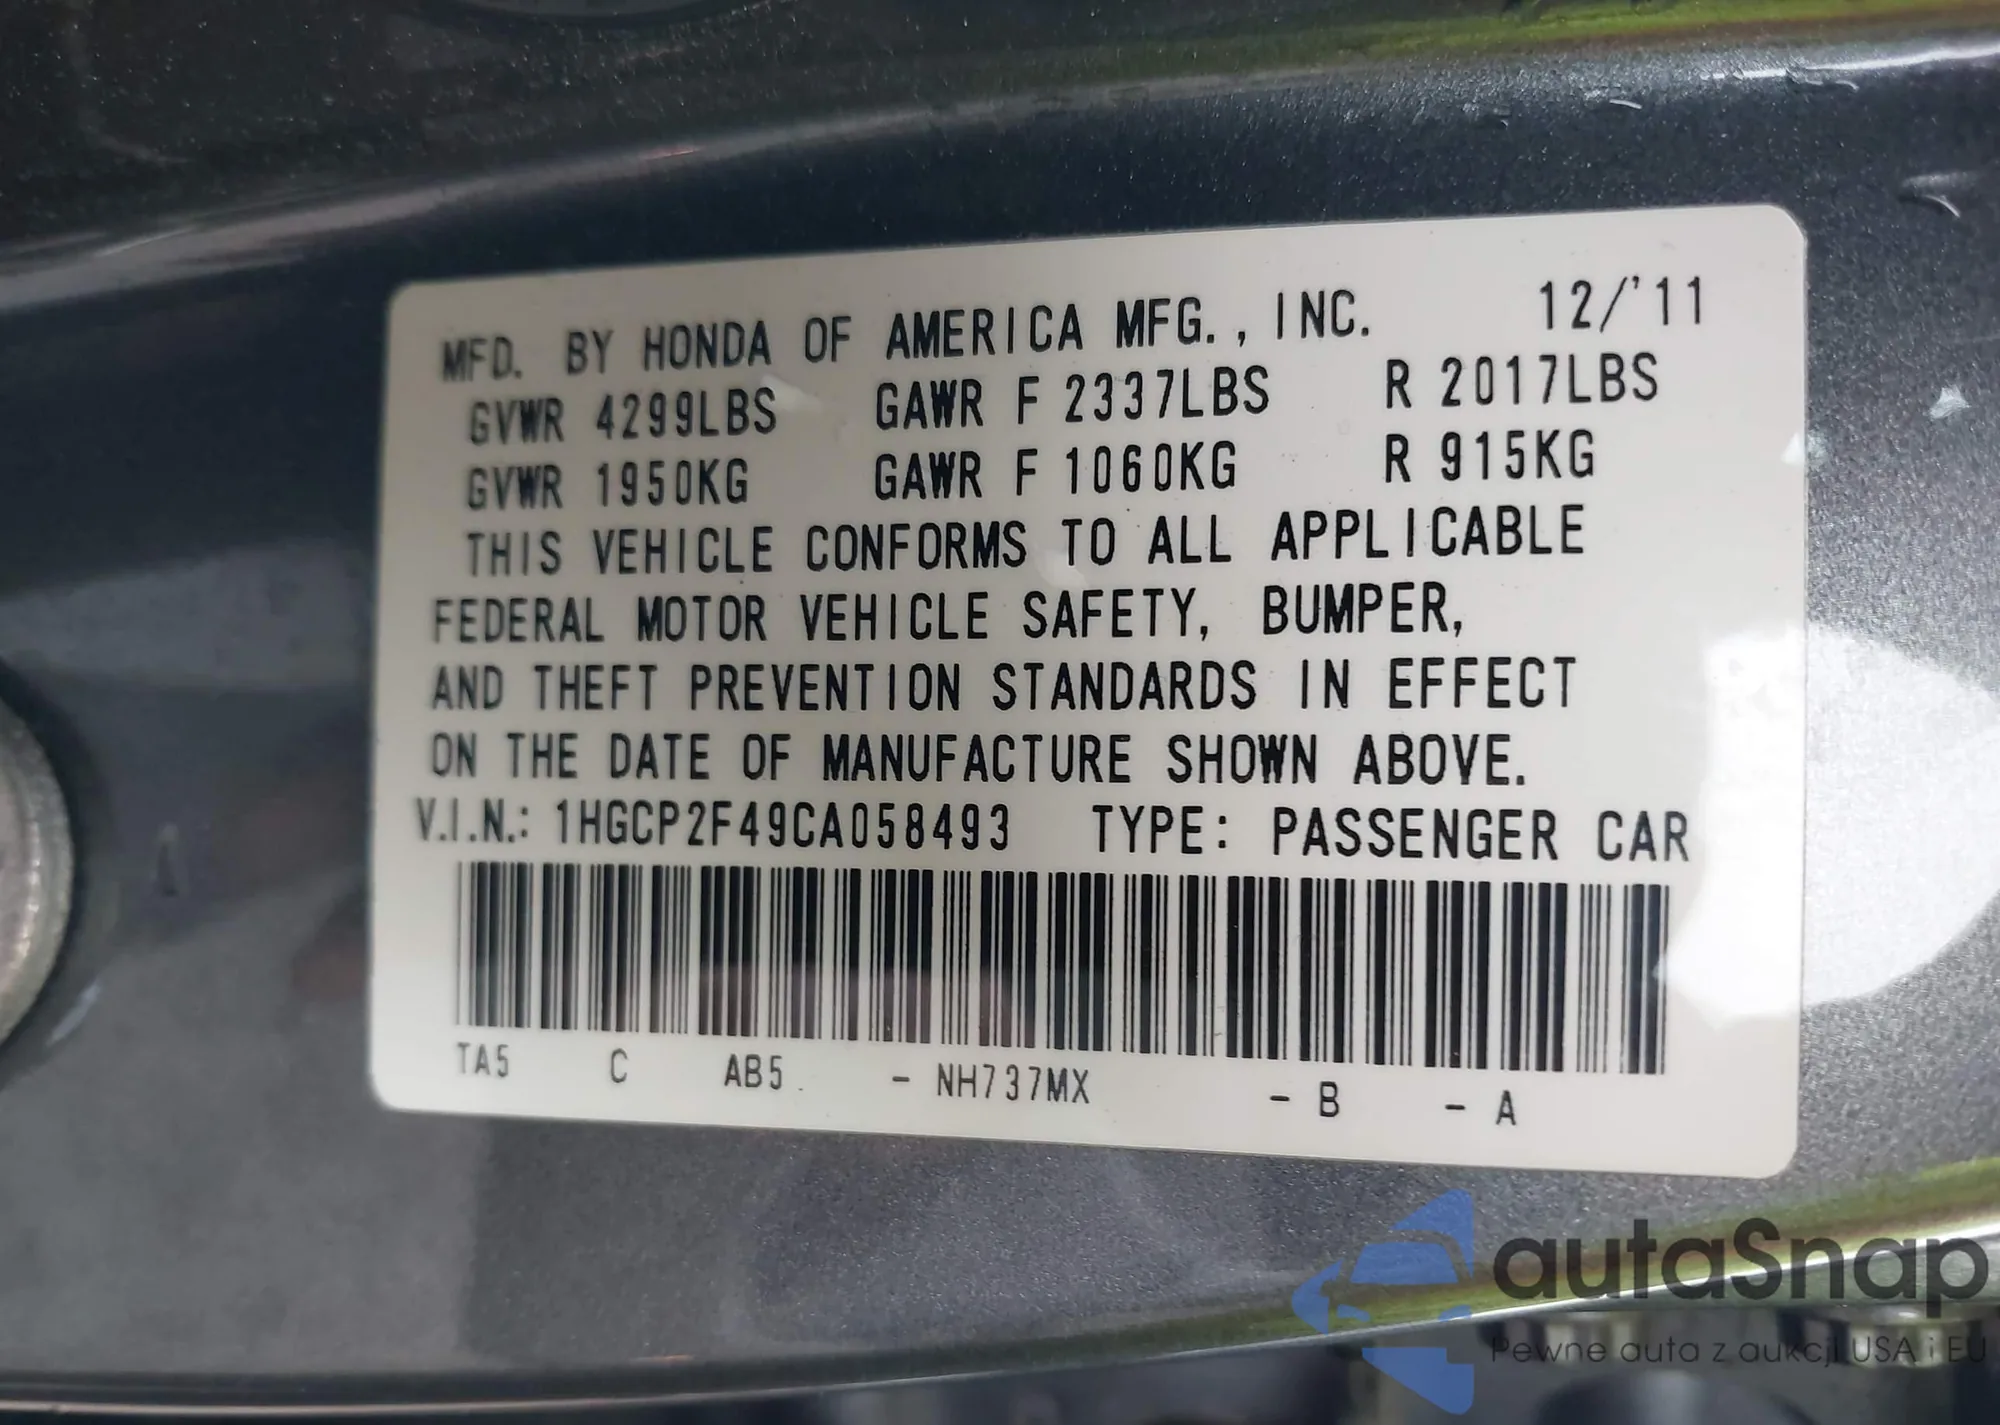 MFD. BY HONDA OF AMERICA MFG., INC. 12/'11
GVWR 4299LBS GAWR F 2337LBS R 2017LBS
GVWR 1950KG GAWR F 1060KG R 915KG
THIS VEHICLE CONFORMS TO ALL APPLICABLE
FEDERAL MOTOR VEHICLE SAFETY, BUMPER,
AND THEFT PREVENTION STANDARDS IN EFFECT
ON THE DATE OF MANUFACTURE SHOWN ABOVE.
V.I.N.: 1HGCP2F49CA058493 TYPE: PASSENGER CAR
TA5 C AB5 - NH737MX - B - A
autaSnap
Pewne auta z aukcji USA i EU